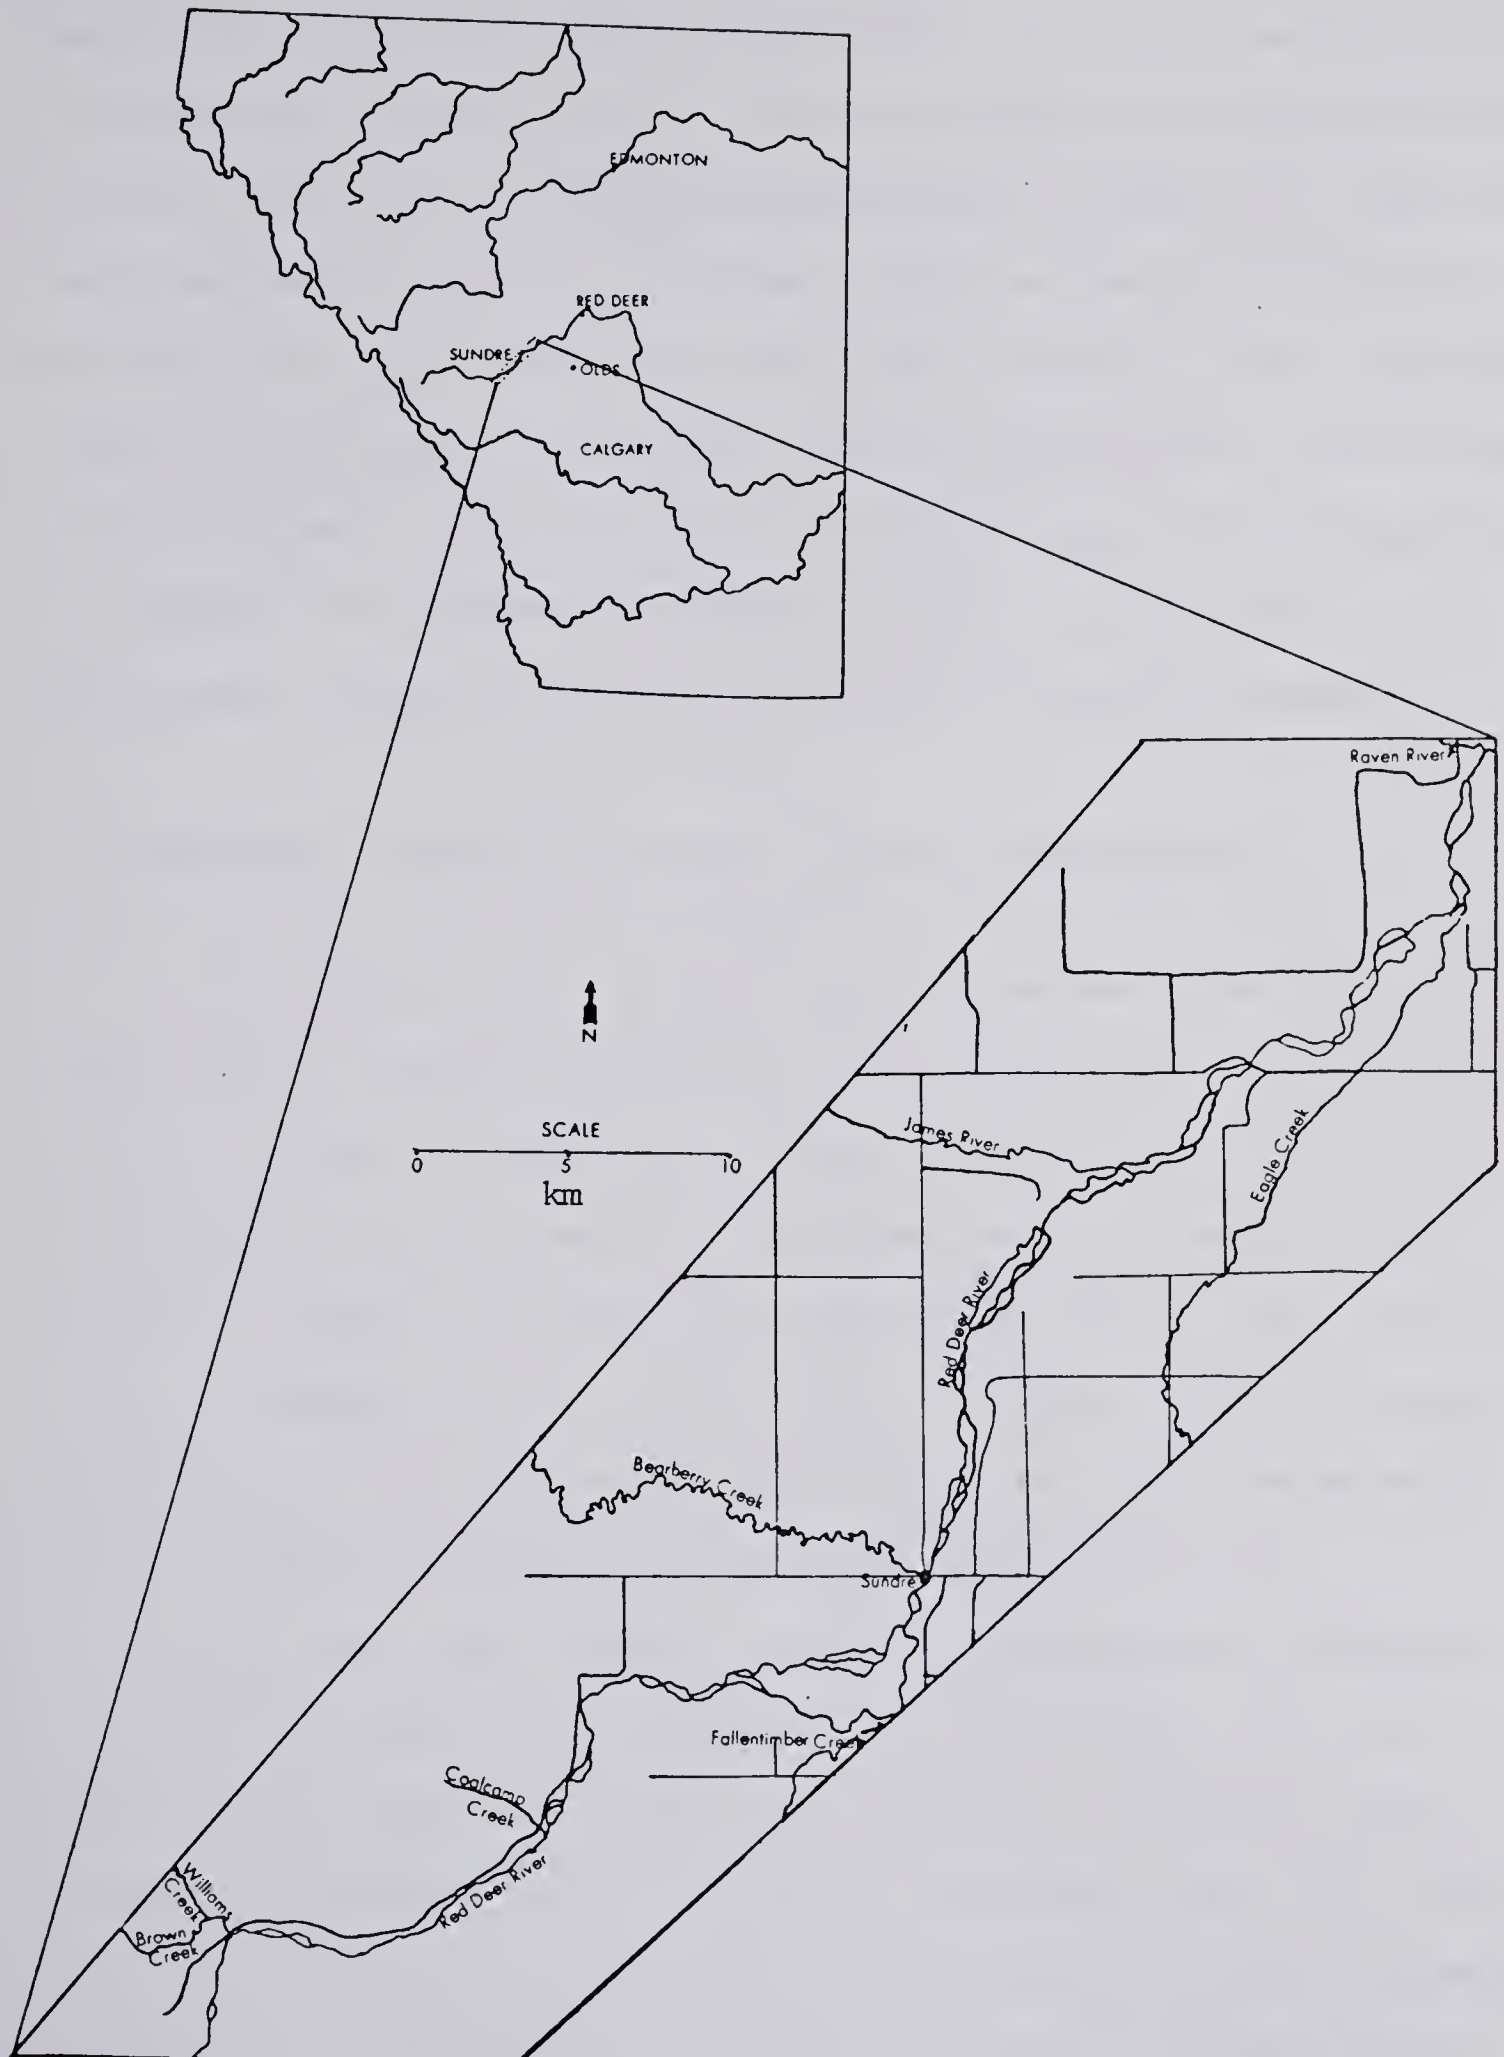 EDMONTON
RED DEER
SUNDRE
OLDS
CALGARY
Raven River
N
SCALE
0 5 10
km
James River
Eagle Creek
Red Deer River
Bearberry Creek
Sundre
Fallentimber Creek
Coalcamp
Creek
Red Deer River
Williams
Creek
Brown
Creek